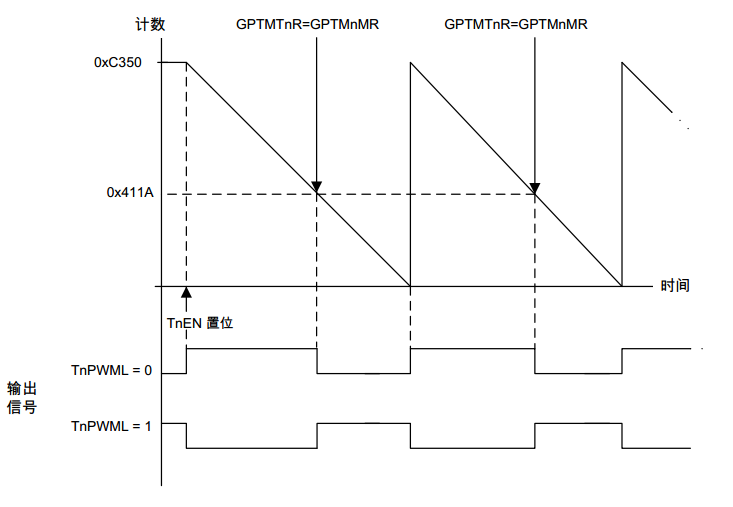 计数
GPTMTnR=GPTMnMR
GPTMTnR=GPTMnMR
0xC350
0x411A
时间
TnEN 置位
TnPWML = 0
输出
信号
TnPWML = 1